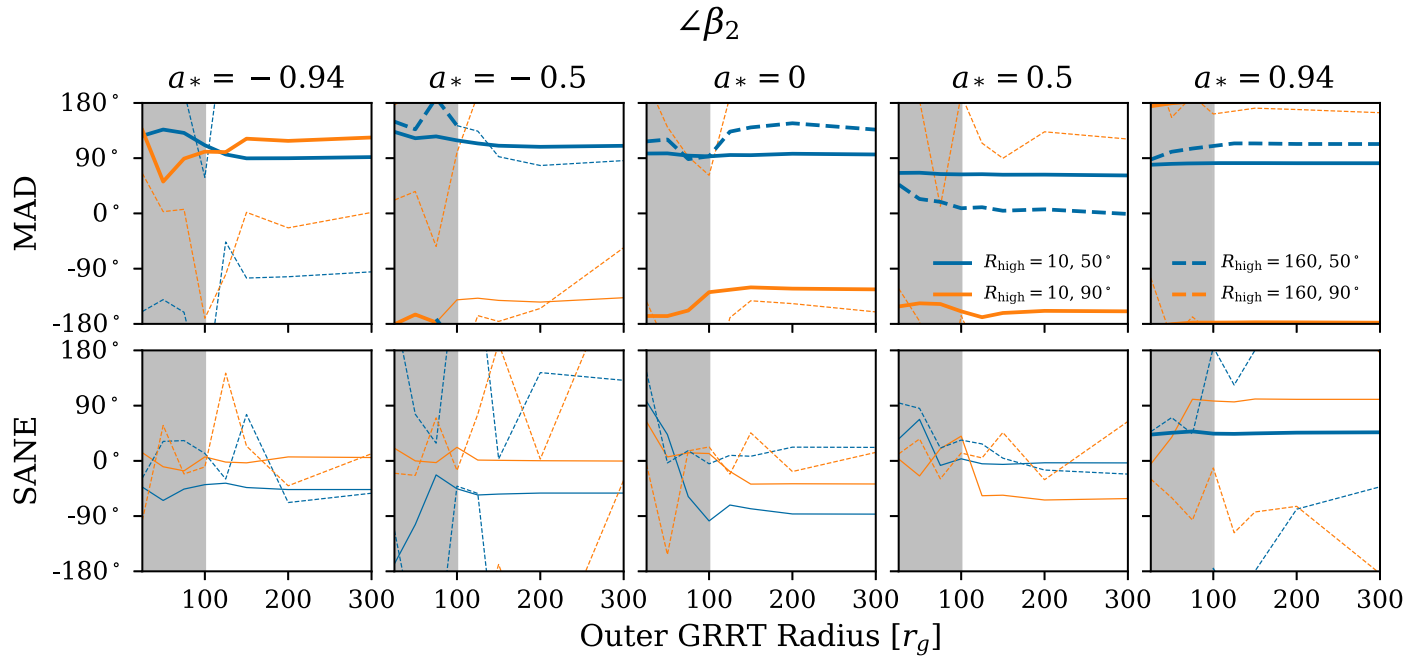 ∠β₂
a∗ = −0.94 a∗ = −0.5 a∗ = 0 a∗ = 0.5 a∗ = 0.94
MAD
180°
90°
0°
-90°
-180°
R_high = 10, 50°
R_high = 10, 90°
R_high = 160, 50°
R_high = 160, 90°
SANE
180°
90°
0°
-90°
-180°
100 200 300 100 200 300 100 200 300 100 200 300 100 200 300
Outer GRRT Radius [r_g]